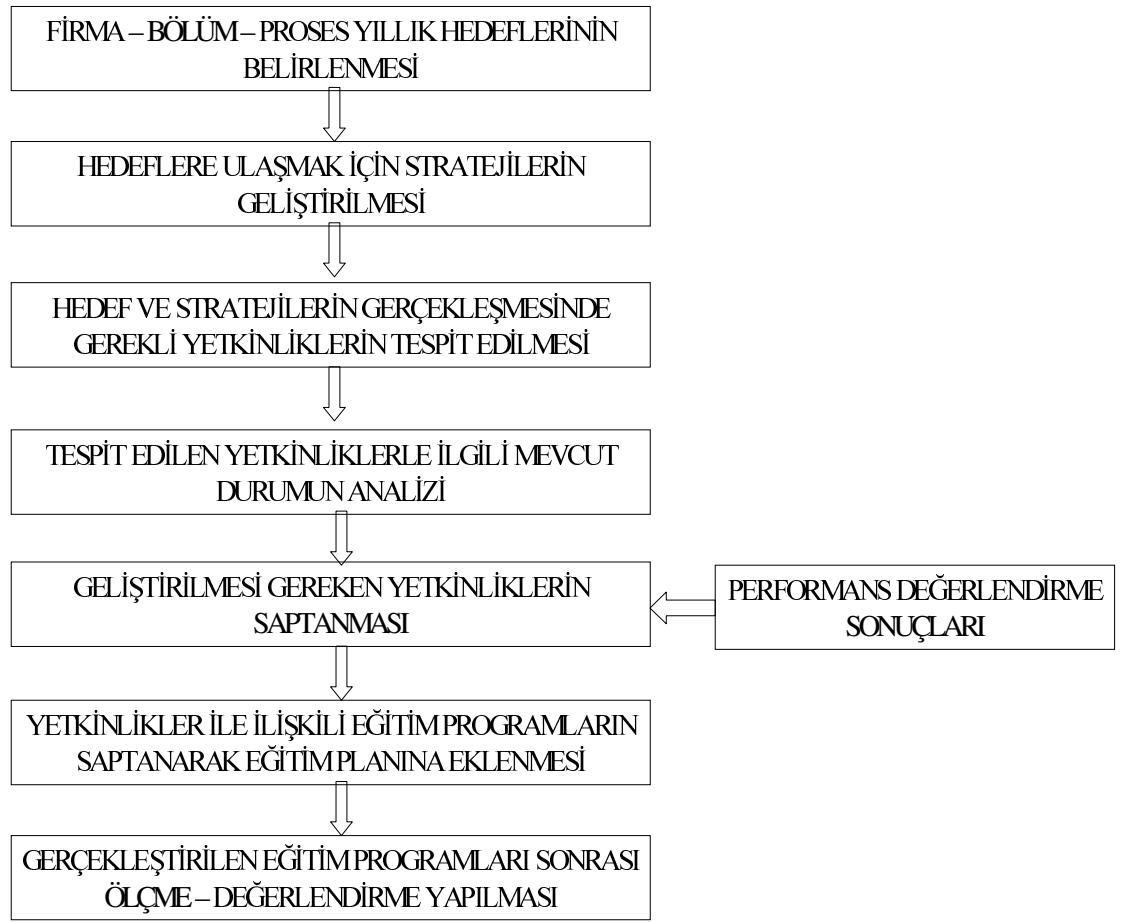 FİRMA – BÖLÜM – PROSES YILLIK HEDEFLERİNİN
BELİRLENMESİ
HEDEFLERE ULAŞMAK İÇİN STRATEJİLERİN
GELİŞTİRİLMESİ
HEDEF VE STRATEJİLERİN GERÇEKLEŞMESİNDE
GEREKLİ YETKİNLİKLERİN TESPİT EDİLMESİ
TESPİT EDİLEN YETKİNLİKLERLE İLGİLİ MEVCUT
DURUMUN ANALİZİ
GELİŞTİRİLMESİ GEREKEN YETKİNLİKLERİN
SAPTANMASI
PERFORMANS DEĞERLENDİRME
SONUÇLARI
YETKİNLİKLER İLE İLİŞKİLİ EĞİTİM PROGRAMLARIN
SAPTANARAK EĞİTİM PLANINA EKLENMESİ
GERÇEKLEŞTİRİLEN EĞİTİM PROGRAMLARI SONRASI
ÖLÇME – DEĞERLENDİRME YAPILMASI